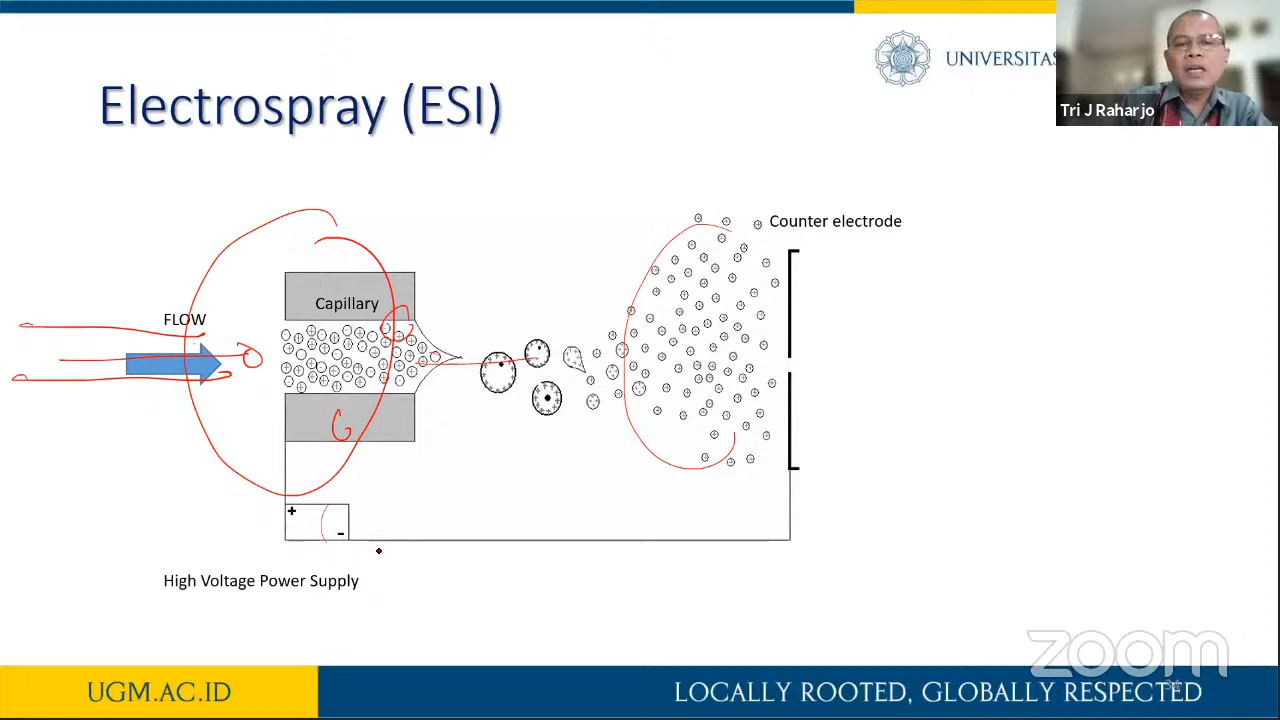 UNIVERSITAS
Tri J Raharjo
Electrospray (ESI)
Counter electrode
Capillary
FLOW
+
-
High Voltage Power Supply
zoom
UGM.AC.ID
LOCALLY ROOTED, GLOBALLY RESPECTED